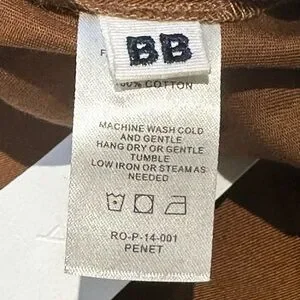 BB
100% COTTON
MACHINE WASH COLD
AND GENTLE
HANG DRY OR GENTLE
TUMBLE
LOW IRON OR STEAM AS
NEEDED
RO-P-14-001
PENET